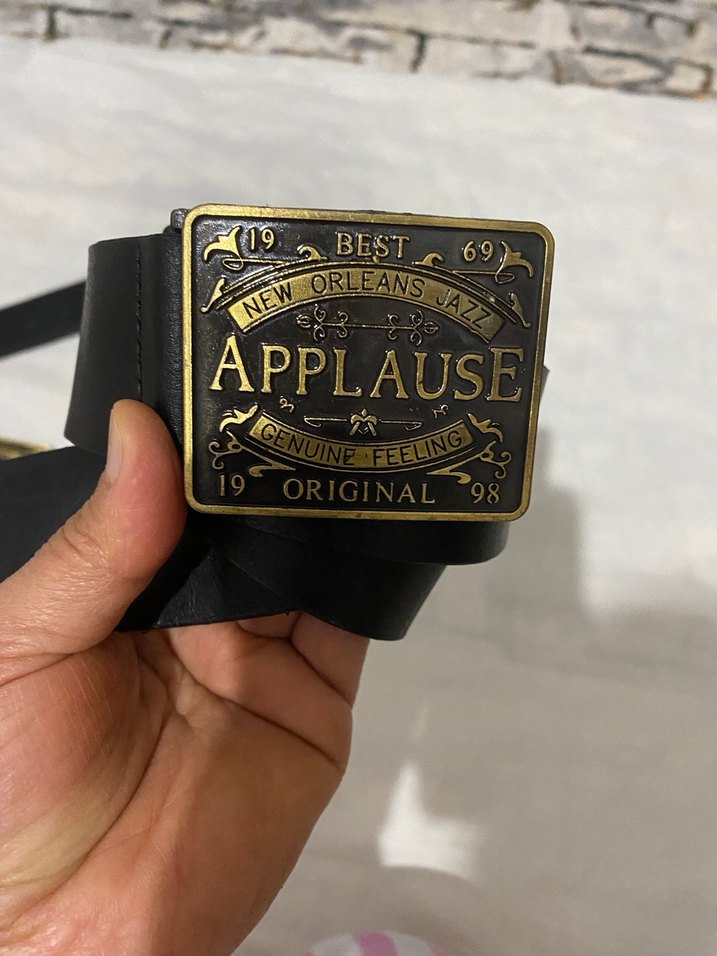 19 BEST 69
NEW ORLEANS JAZZ
APPLAUSE
GENUINE FEELING
19 ORIGINAL 98